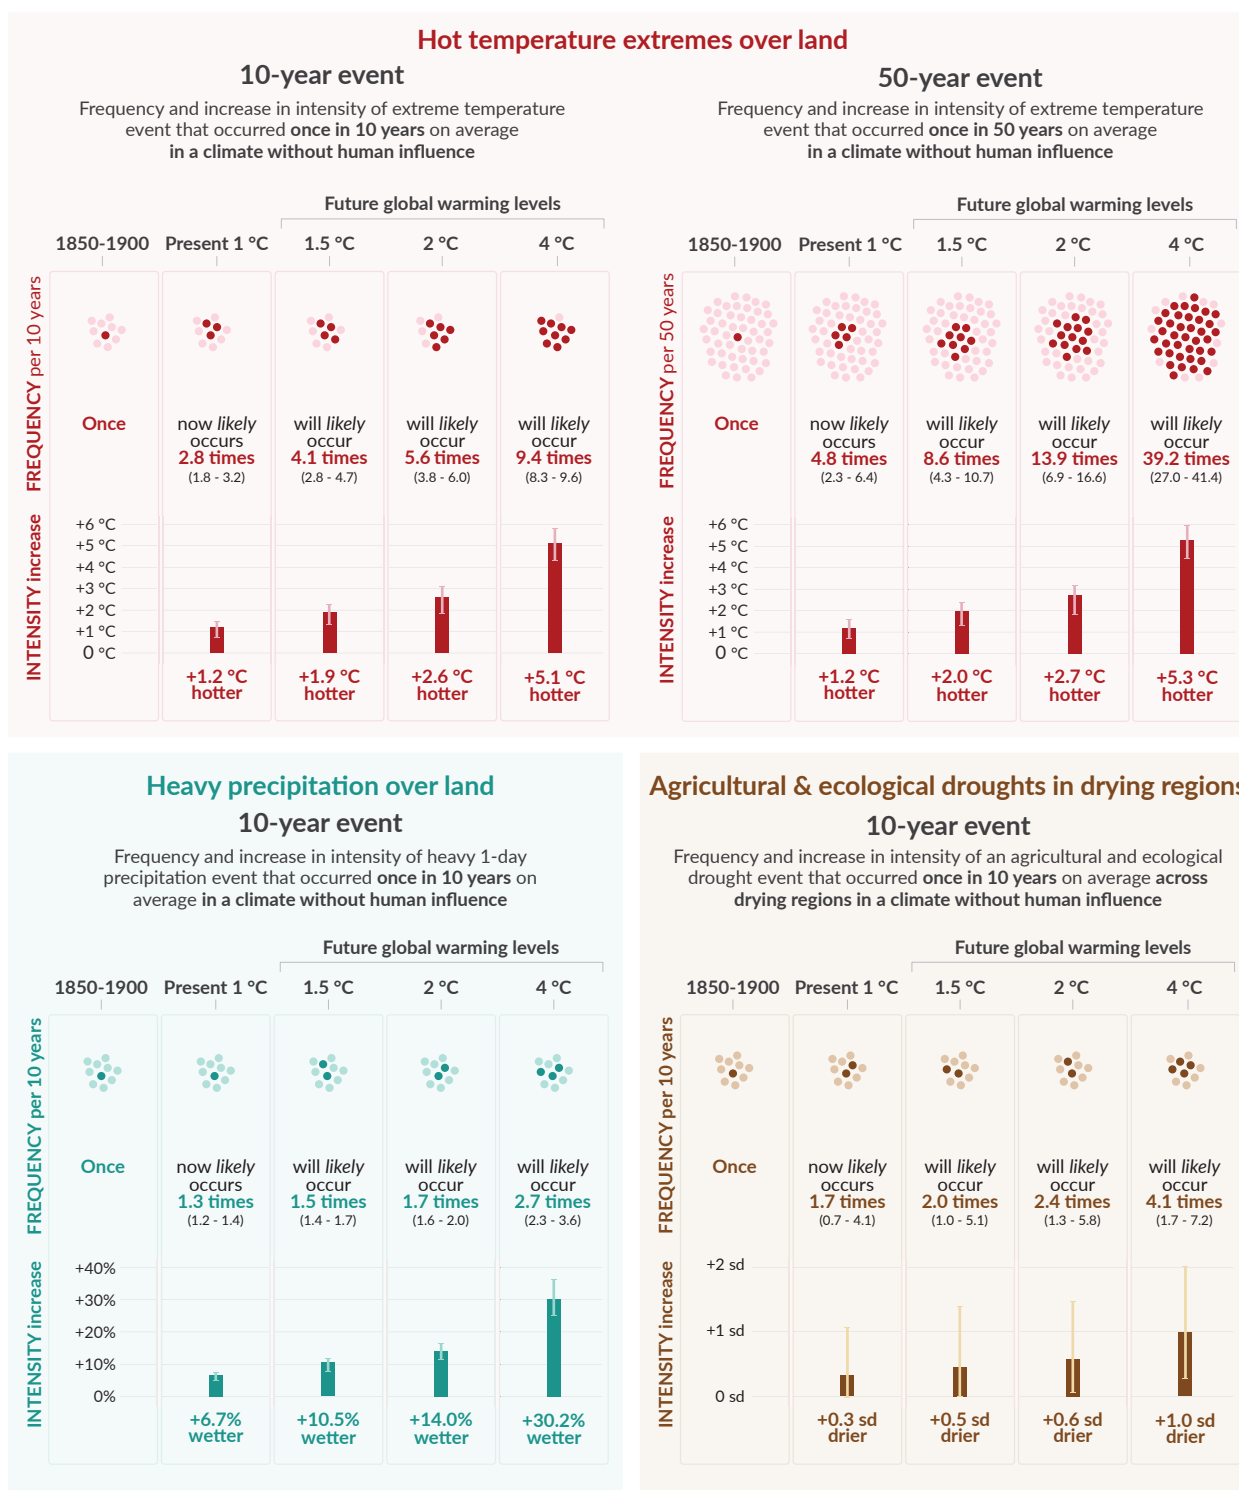 Hot temperature extremes over land
10-year event
Frequency and increase in intensity of extreme temperature
event that occurred once in 10 years on average
in a climate without human influence
Future global warming levels
1850-1900 Present 1 °C 1.5 °C 2 °C 4 °C
FREQUENCY per 10 years
Once
now likely
occurs
2.8 times
(1.8 - 3.2)
will likely
occur
4.1 times
(2.8 - 4.7)
will likely
occur
5.6 times
(3.8 - 6.0)
will likely
occur
9.4 times
(8.3 - 9.6)
INTENSITY increase
+6 °C
+5 °C
+4 °C
+3 °C
+2 °C
+1 °C
0 °C
+1.2 °C
hotter
+1.9 °C
hotter
+2.6 °C
hotter
+5.1 °C
hotter
50-year event
Frequency and increase in intensity of extreme temperature
event that occurred once in 50 years on average
in a climate without human influence
Future global warming levels
1850-1900 Present 1 °C 1.5 °C 2 °C 4 °C
FREQUENCY per 50 years
Once
now likely
occurs
4.8 times
(2.3 - 6.4)
will likely
occur
8.6 times
(4.3 - 10.7)
will likely
occur
13.9 times
(6.9 - 16.6)
will likely
occur
39.2 times
(27.0 - 41.4)
INTENSITY increase
+6 °C
+5 °C
+4 °C
+3 °C
+2 °C
+1 °C
0 °C
+1.2 °C
hotter
+2.0 °C
hotter
+2.7 °C
hotter
+5.3 °C
hotter
Heavy precipitation over land
10-year event
Frequency and increase in intensity of heavy 1-day
precipitation event that occurred once in 10 years on
average in a climate without human influence
Future global warming levels
1850-1900 Present 1 °C 1.5 °C 2 °C 4 °C
FREQUENCY per 10 years
Once
now likely
occurs
1.3 times
(1.2 - 1.4)
will likely
occur
1.5 times
(1.4 - 1.7)
will likely
occur
1.7 times
(1.6 - 2.0)
will likely
occur
2.7 times
(2.3 - 3.6)
INTENSITY increase
+40%
+30%
+20%
+10%
0%
+6.7%
wetter
+10.5%
wetter
+14.0%
wetter
+30.2%
wetter
Agricultural & ecological droughts in drying regions
10-year event
Frequency and increase in intensity of an agricultural and ecological
drought event that occurred once in 10 years on average across
drying regions in a climate without human influence
Future global warming levels
1850-1900 Present 1 °C 1.5 °C 2 °C 4 °C
FREQUENCY per 10 years
Once
now likely
occurs
1.7 times
(0.7 - 4.1)
will likely
occur
2.0 times
(1.0 - 5.1)
will likely
occur
2.4 times
(1.3 - 5.8)
will likely
occur
4.1 times
(1.7 - 7.2)
INTENSITY increase
+2 sd
+1 sd
0 sd
+0.3 sd
drier
+0.5 sd
drier
+0.6 sd
drier
+1.0 sd
drier